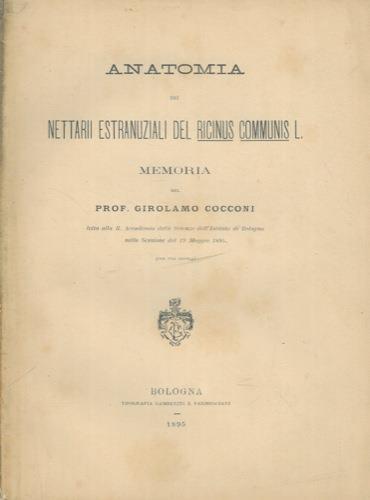 ANATOMIA
DEI
NETTARII ESTRANUZIALI DEL RICINUS COMMUNIS L.
MEMORIA
DEL
PROF. GIROLAMO COCCONI
letta alla R. Accademia delle Scienze dell'Istituto di Bologna
nella Sessione del 19 Maggio 1895.
BOLOGNA
TIPOGRAFIA GAMBERINI E PARMEGGIANI
1895